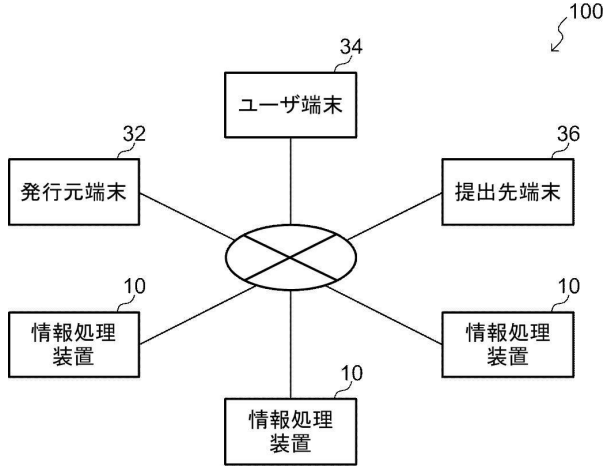 100
34
ユーザ端末
32
発行元端末
36
提出先端末
10
情報処理
装置
10
情報処理
装置
10
情報処理
装置